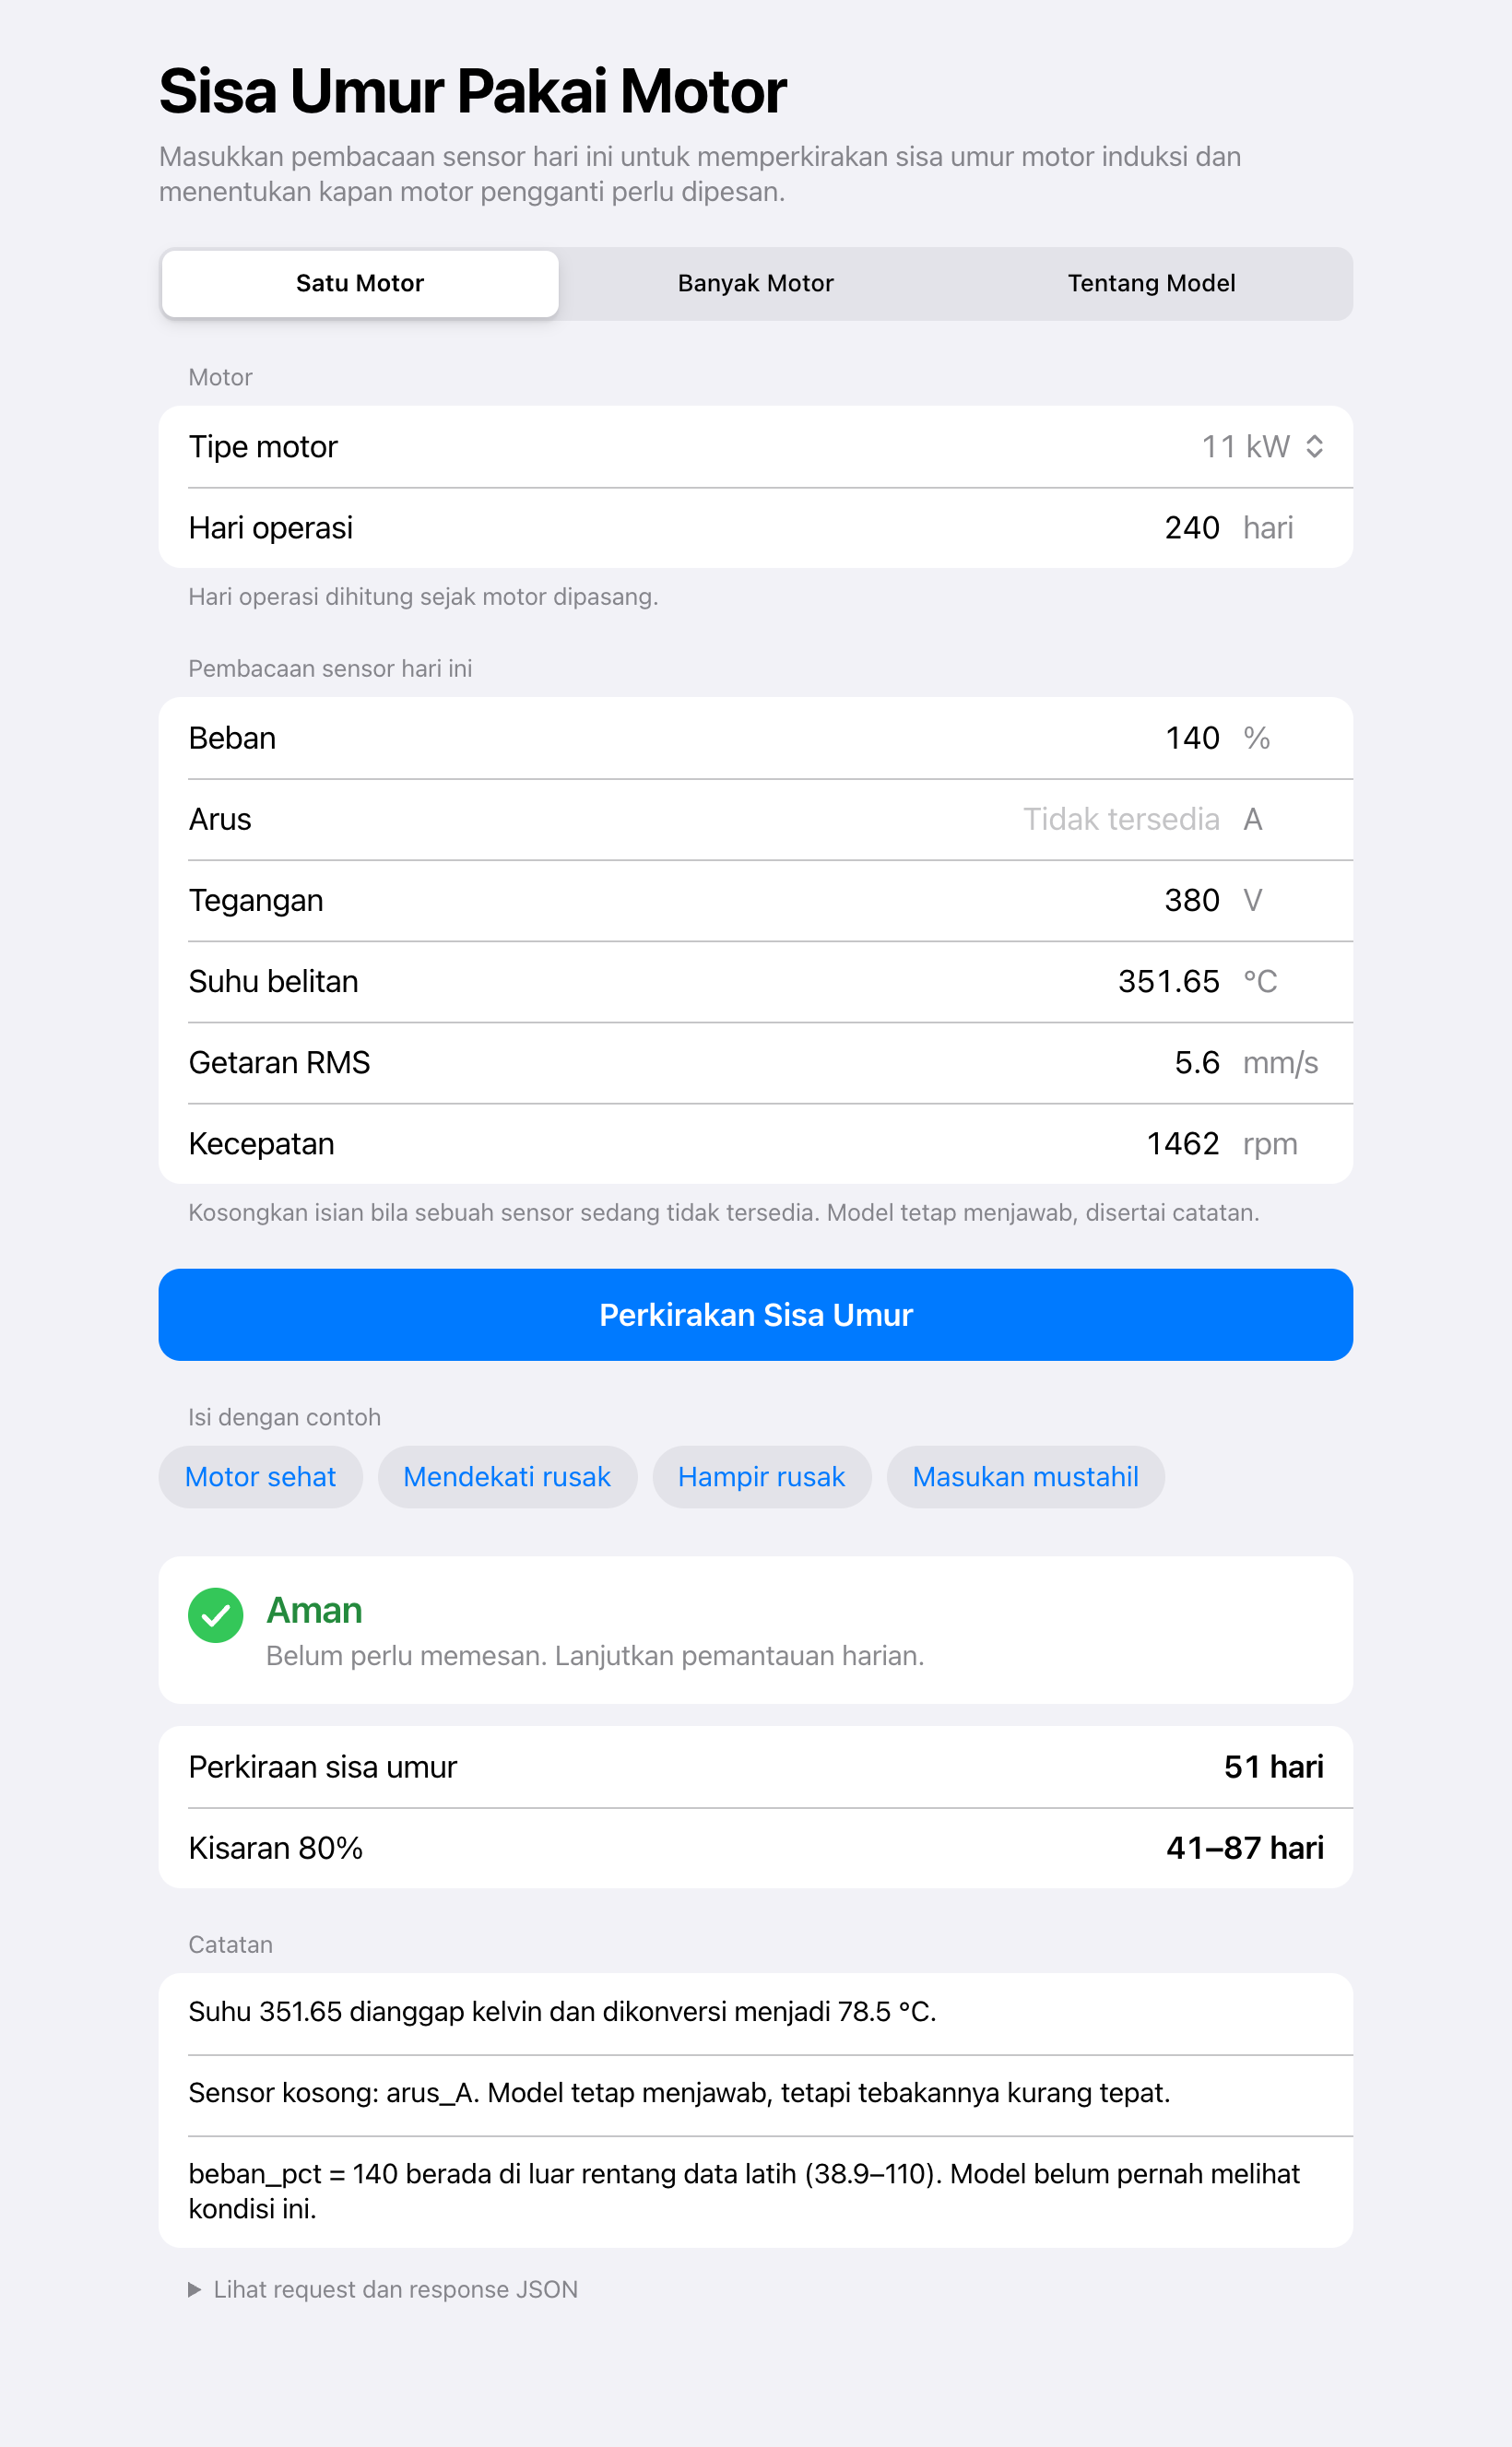 Sisa Umur Pakai Motor
Masukkan pembacaan sensor hari ini untuk memperkirakan sisa umur motor induksi dan
menentukan kapan motor pengganti perlu dipesan.
Satu Motor
Banyak Motor
Tentang Model
Motor
Tipe motor 11 kW
Hari operasi 240 hari
Hari operasi dihitung sejak motor dipasang.
Pembacaan sensor hari ini
Beban 140 %
Arus Tidak tersedia A
Tegangan 380 V
Suhu belitan 351.65 °C
Getaran RMS 5.6 mm/s
Kecepatan 1462 rpm
Kosongkan isian bila sebuah sensor sedang tidak tersedia. Model tetap menjawab, disertai catatan.
Perkirakan Sisa Umur
Isi dengan contoh
Motor sehat
Mendekati rusak
Hampir rusak
Masukan mustahil
Aman
Belum perlu memesan. Lanjutkan pemantauan harian.
Perkiraan sisa umur 51 hari
Kisaran 80% 41–87 hari
Catatan
Suhu 351.65 dianggap kelvin dan dikonversi menjadi 78.5 °C.
Sensor kosong: arus_A. Model tetap menjawab, tetapi tebakannya kurang tepat.
beban_pct = 140 berada di luar rentang data latih (38.9–110). Model belum pernah melihat
kondisi ini.
Lihat request dan response JSON